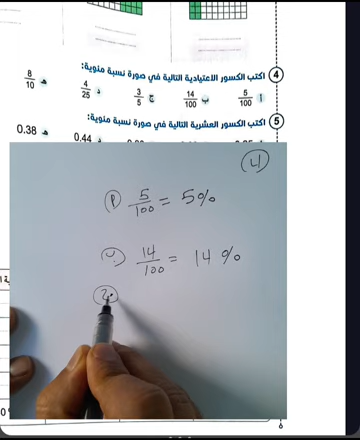 4 اكتب الكسور الاعتيادية التالية في صورة نسبة مئوية:
أ 5/100 ب 14/100 ج 3/5 د 4/25 هـ 8/10
5 اكتب الكسور العشرية التالية في صورة نسبة مئوية:
د 0.44 هـ 0.38
4
أ 5/100 = 5%
ب 14/100 = 14 %